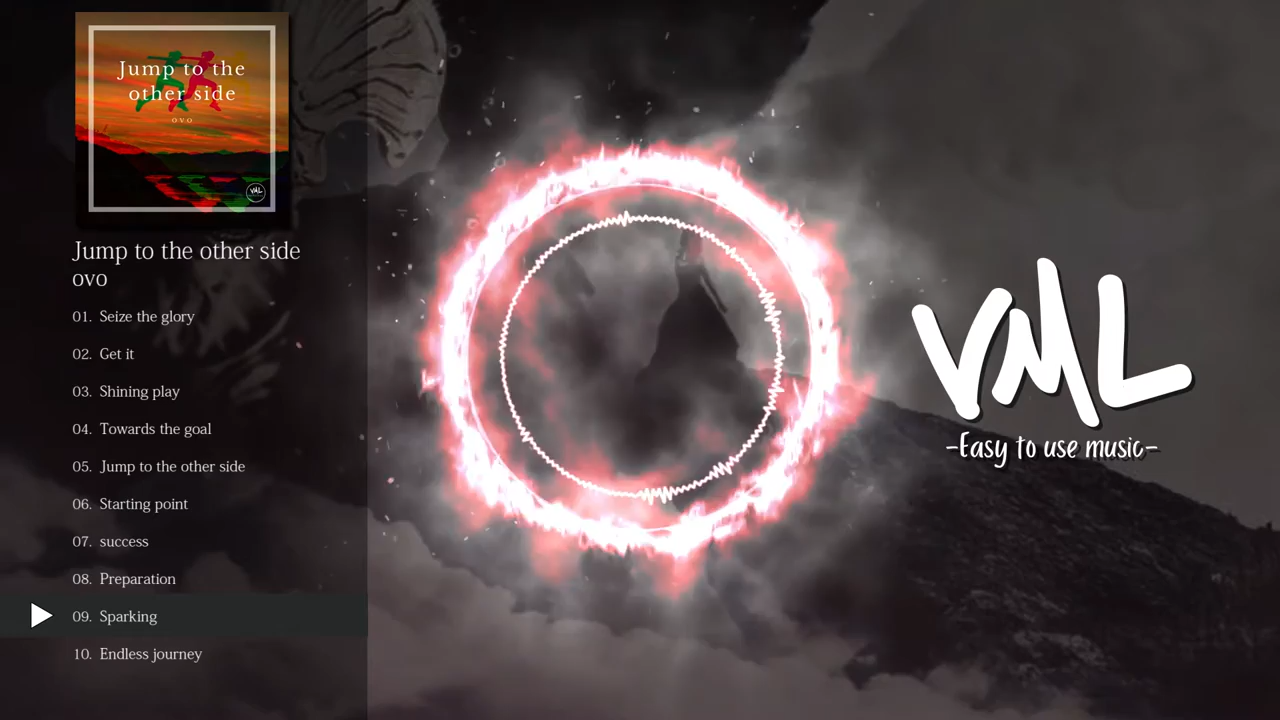 Jump to the
other side
ovo
VML
Jump to the other side
ovo
01. Seize the glory
02. Get it
03. Shining play
04. Towards the goal
05. Jump to the other side
06. Starting point
07. success
08. Preparation
09. Sparking
10. Endless journey
VML
-Easy to use music-